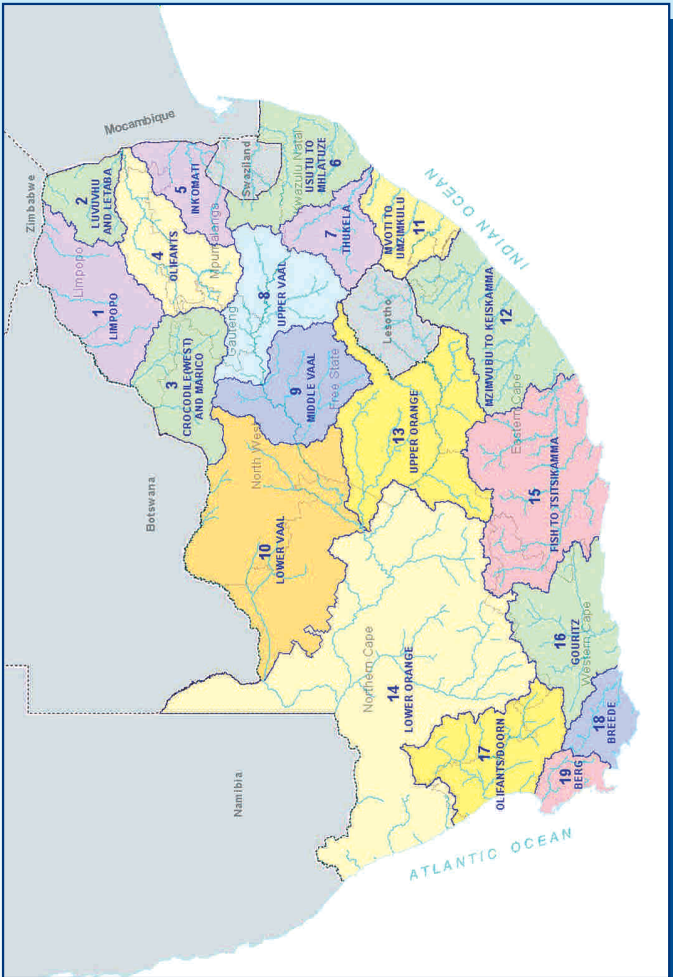 Zimbabwe
Mocambique
Botswana
Namibia
Swaziland
Lesotho
INDIAN OCEAN
ATLANTIC OCEAN
Limpopo
Mpumalanga
Gauteng
North West
Free State
Kwazulu Natal
Northern Cape
Eastern Cape
Western Cape
1
LIMPOPO
2
LUVUVHU
AND LETABA
3
CROCODILE(WEST)
AND MARICO
4
OLIFANTS
5
INKOMATI
6
USUTU TO
MHLATUZE
7
THUKELA
8
UPPER VAAL
9
MIDDLE VAAL
10
LOWER VAAL
11
MVOTI TO
UMZIMKULU
12
MZIMVUBU TO KEISKAMMA
13
UPPER ORANGE
14
LOWER ORANGE
15
FISH TO TSITSIKAMMA
16
GOURITZ
17
OLIFANTS/DOORN
18
BREEDE
19
BERG